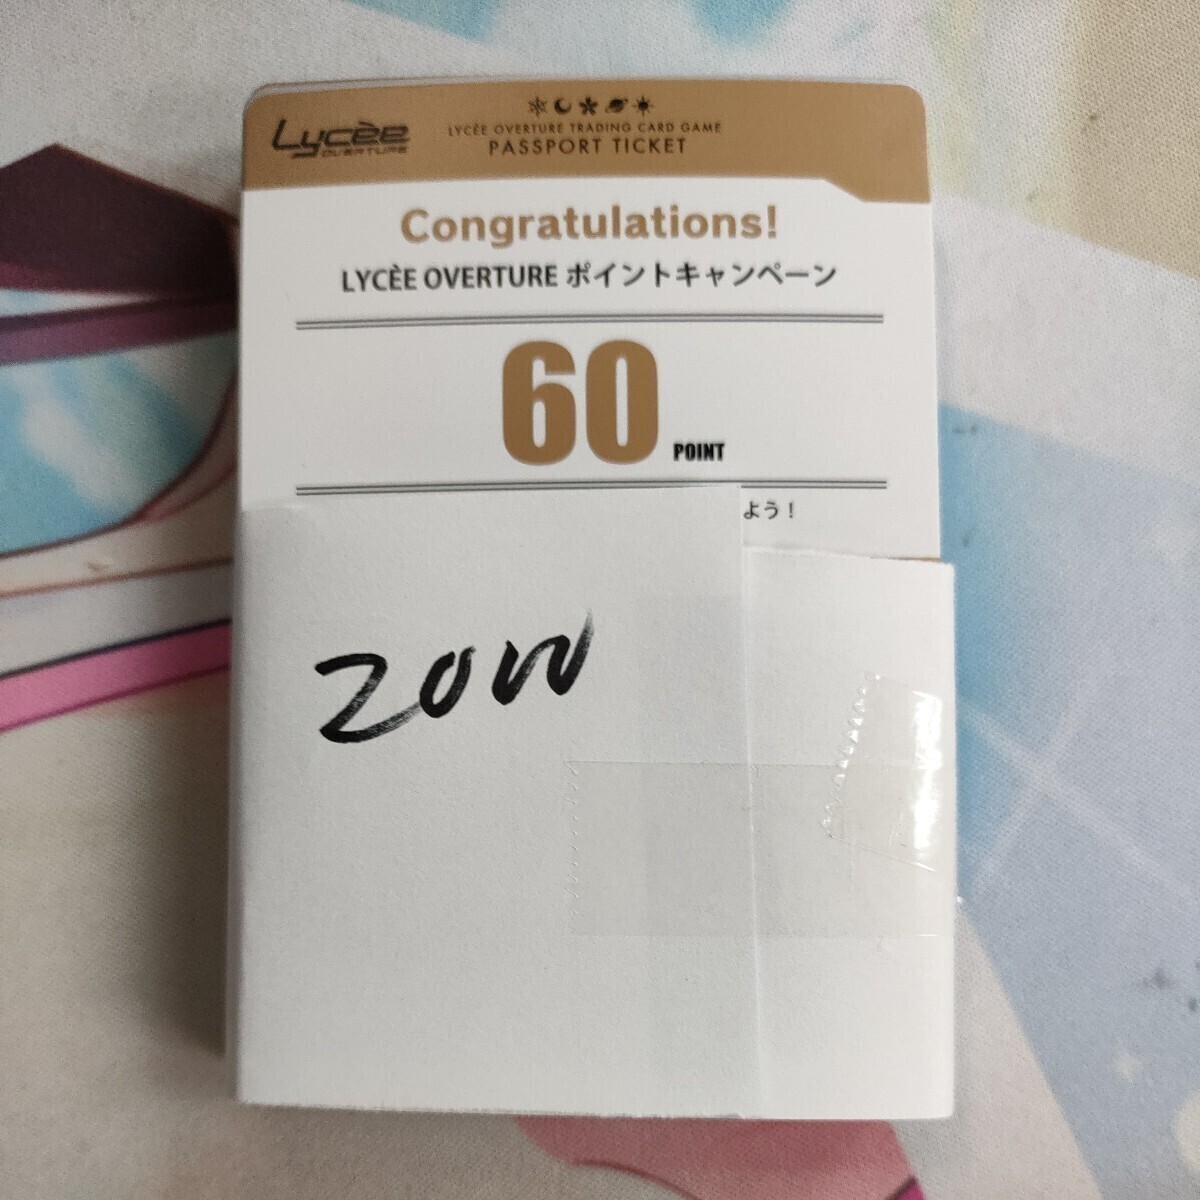 Lycèe
OVERTURE
LYCÉE OVERTURE TRADING CARD GAME
PASSPORT TICKET
Congratulations!
LYCÈE OVERTURE ポイントキャンペーン
60 POINT
よう！
20W